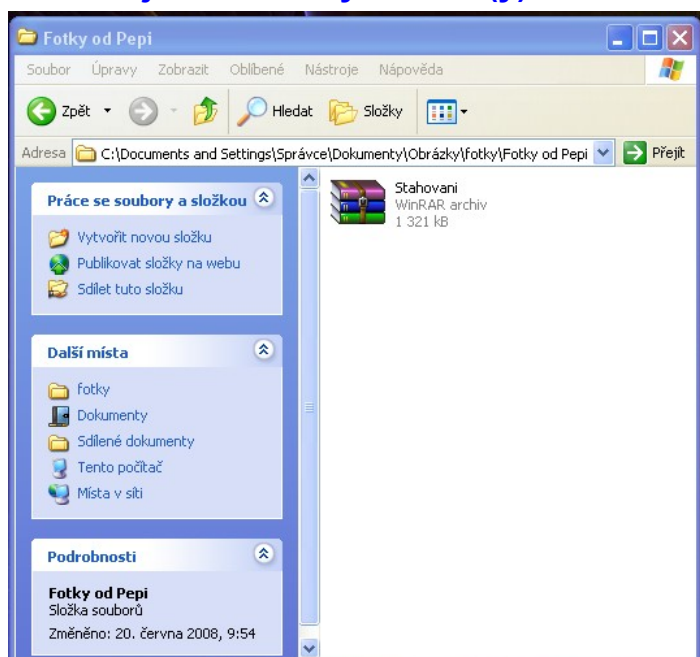 Fotky od Pepi
Soubor Úpravy Zobrazit Oblíbené Nástroje Nápověda
Zpět Hledat Složky
Adresa C:\Documents and Settings\Správce\Dokumenty\Obrázky\fotky\Fotky od Pepi Přejít
Práce se soubory a složkou
Vytvořit novou složku
Publikovat složky na webu
Sdílet tuto složku
Další místa
fotky
Dokumenty
Sdílené dokumenty
Tento počítač
Místa v síti
Podrobnosti
Fotky od Pepi
Složka souborů
Změněno: 20. června 2008, 9:54
Stahovani
WinRAR archiv
1 321 kB